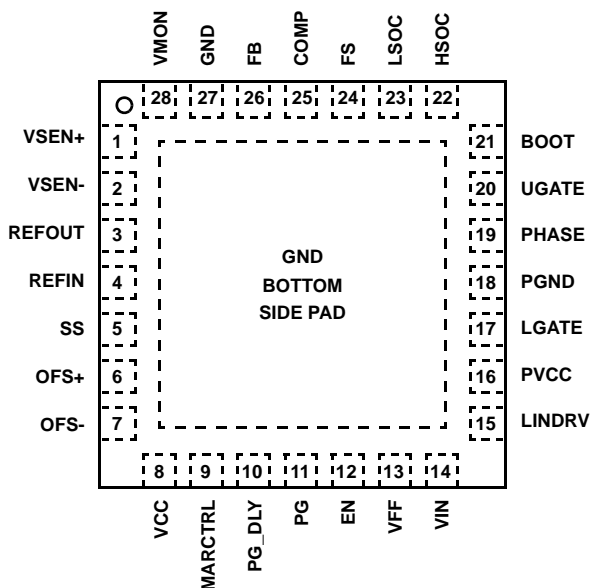 VMON
GND
FB
COMP
FS
LSOC
HSOC
28 27 26 25 24 23 22
VSEN+ 1
VSEN- 2
REFOUT 3
REFIN 4
SS 5
OFS+ 6
OFS- 7
GND
BOTTOM
SIDE PAD
21 BOOT
20 UGATE
19 PHASE
18 PGND
17 LGATE
16 PVCC
15 LINDRV
8 9 10 11 12 13 14
VCC
MARCTRL
PG_DLY
PG
EN
VFF
VIN